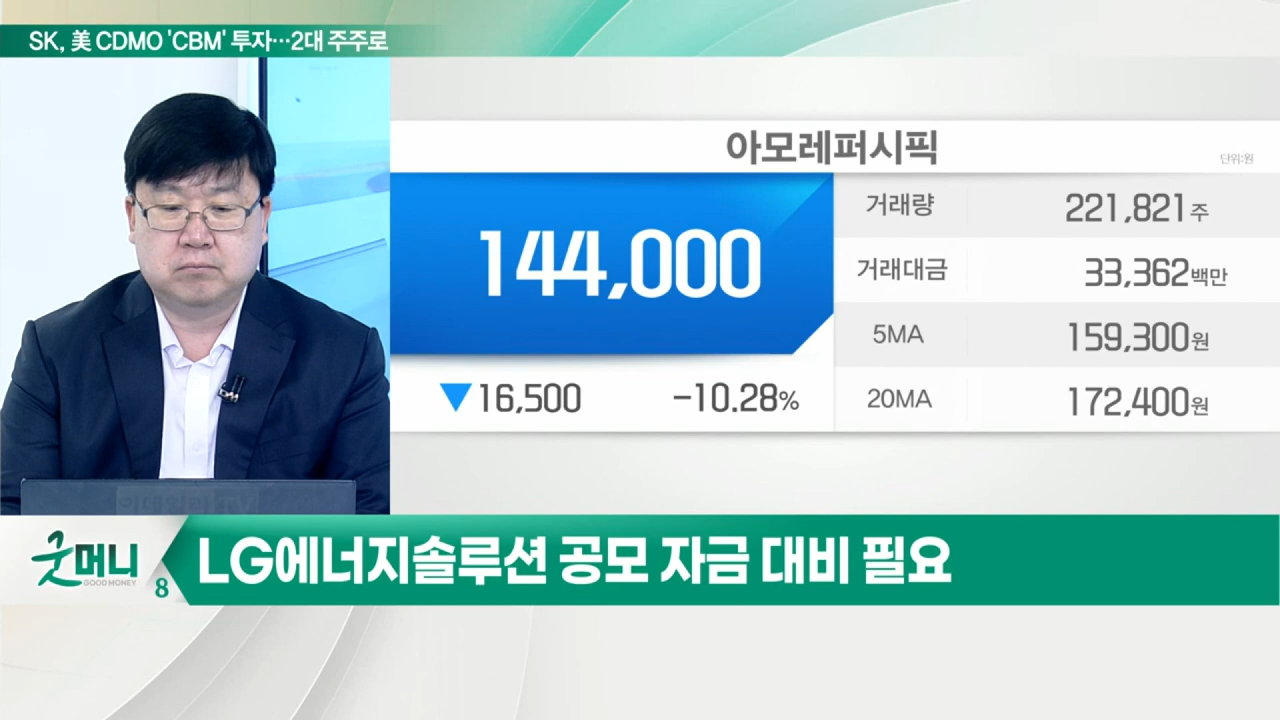 SK, 美 CDMO 'CBM' 투자…2대 주주로
아모레퍼시픽
단위:원
144,000
▼16,500 -10.28%
거래량 221,821주
거래대금 33,362백만
5MA 159,300원
20MA 172,400원
굿머니
GOOD MONEY
8
LG에너지솔루션 공모 자금 대비 필요